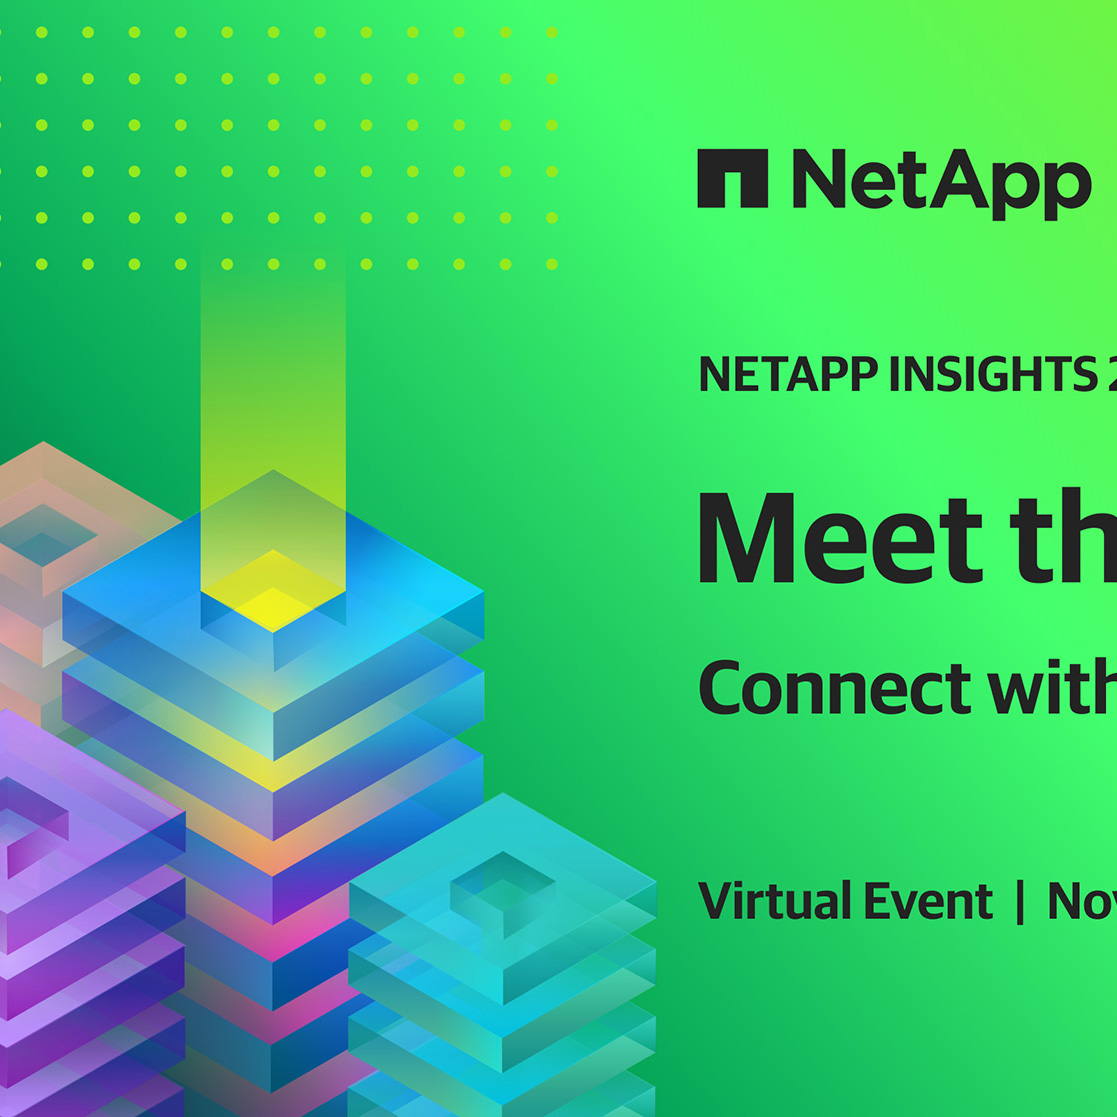 NetApp
NETAPP INSIGHTS 2
Meet th
Connect with
Virtual Event | Nov